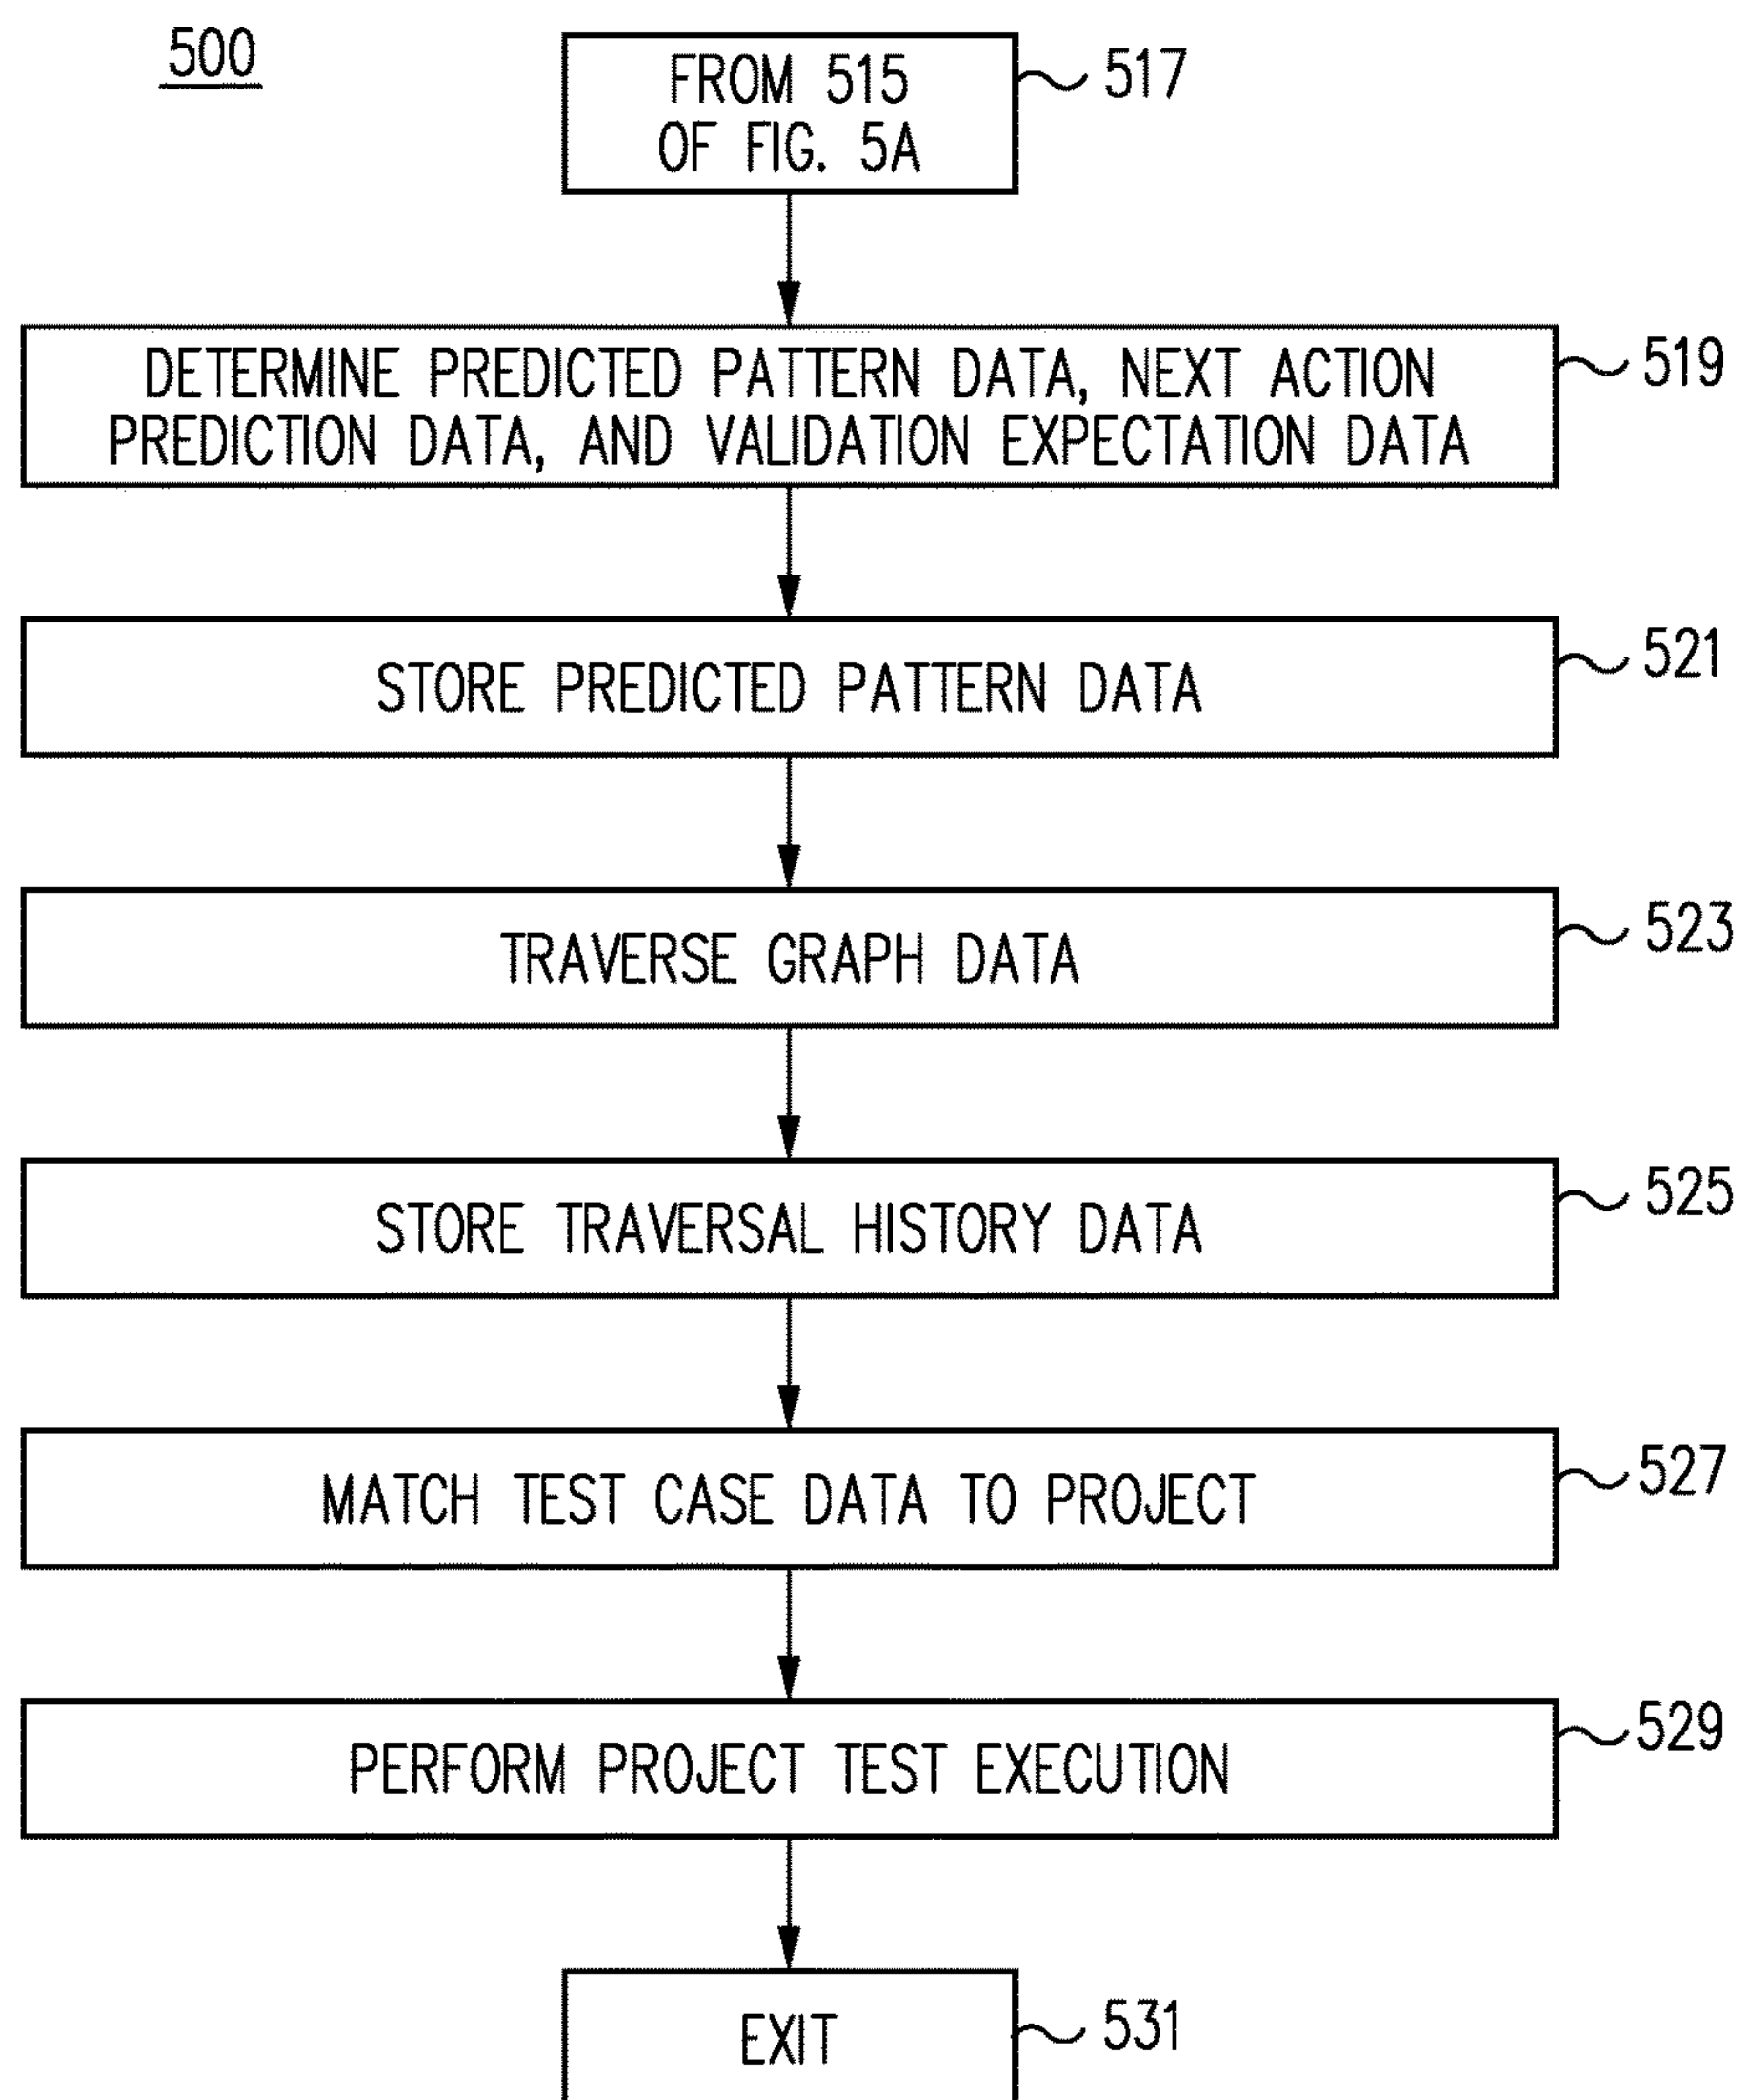 500
FROM 515
OF FIG. 5A
517
DETERMINE PREDICTED PATTERN DATA, NEXT ACTION
PREDICTION DATA, AND VALIDATION EXPECTATION DATA
519
STORE PREDICTED PATTERN DATA
521
TRAVERSE GRAPH DATA
523
STORE TRAVERSAL HISTORY DATA
525
MATCH TEST CASE DATA TO PROJECT
527
PERFORM PROJECT TEST EXECUTION
529
EXIT
531